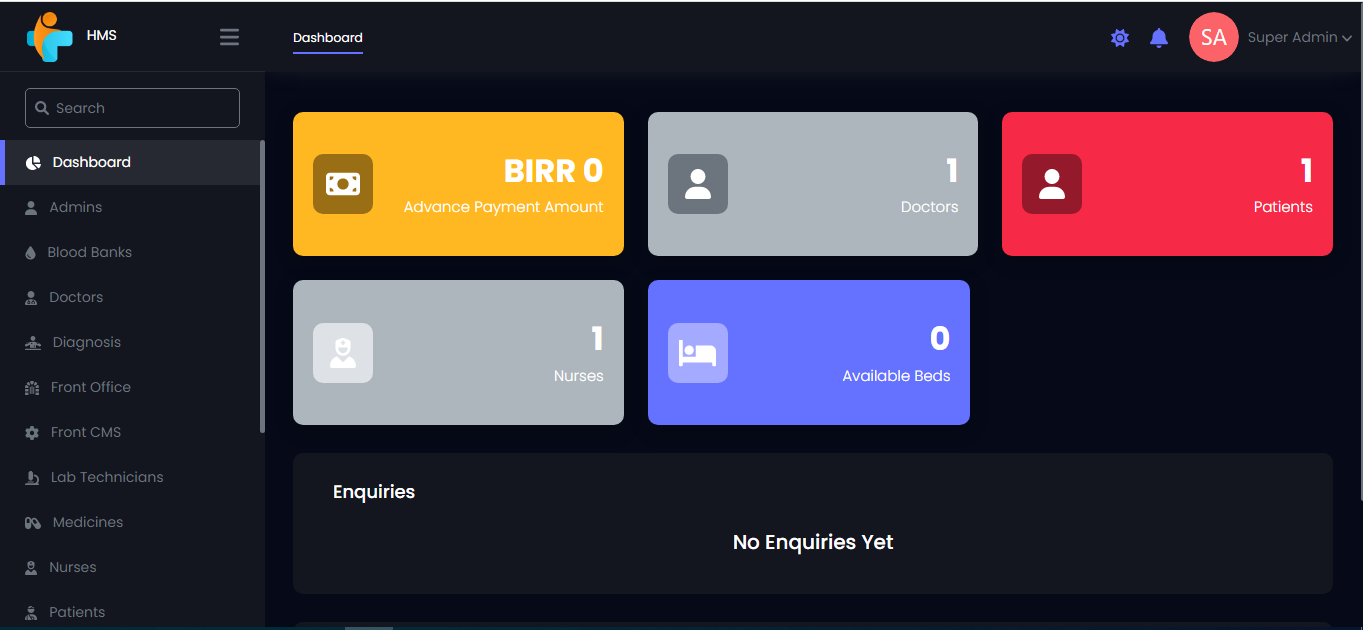 HMS
Dashboard
SA
Super Admin
Search
Dashboard
Admins
Blood Banks
Doctors
Diagnosis
Front Office
Front CMS
Lab Technicians
Medicines
Nurses
Patients
BIRR 0
Advance Payment Amount
1
Doctors
1
Patients
1
Nurses
0
Available Beds
Enquiries
No Enquiries Yet